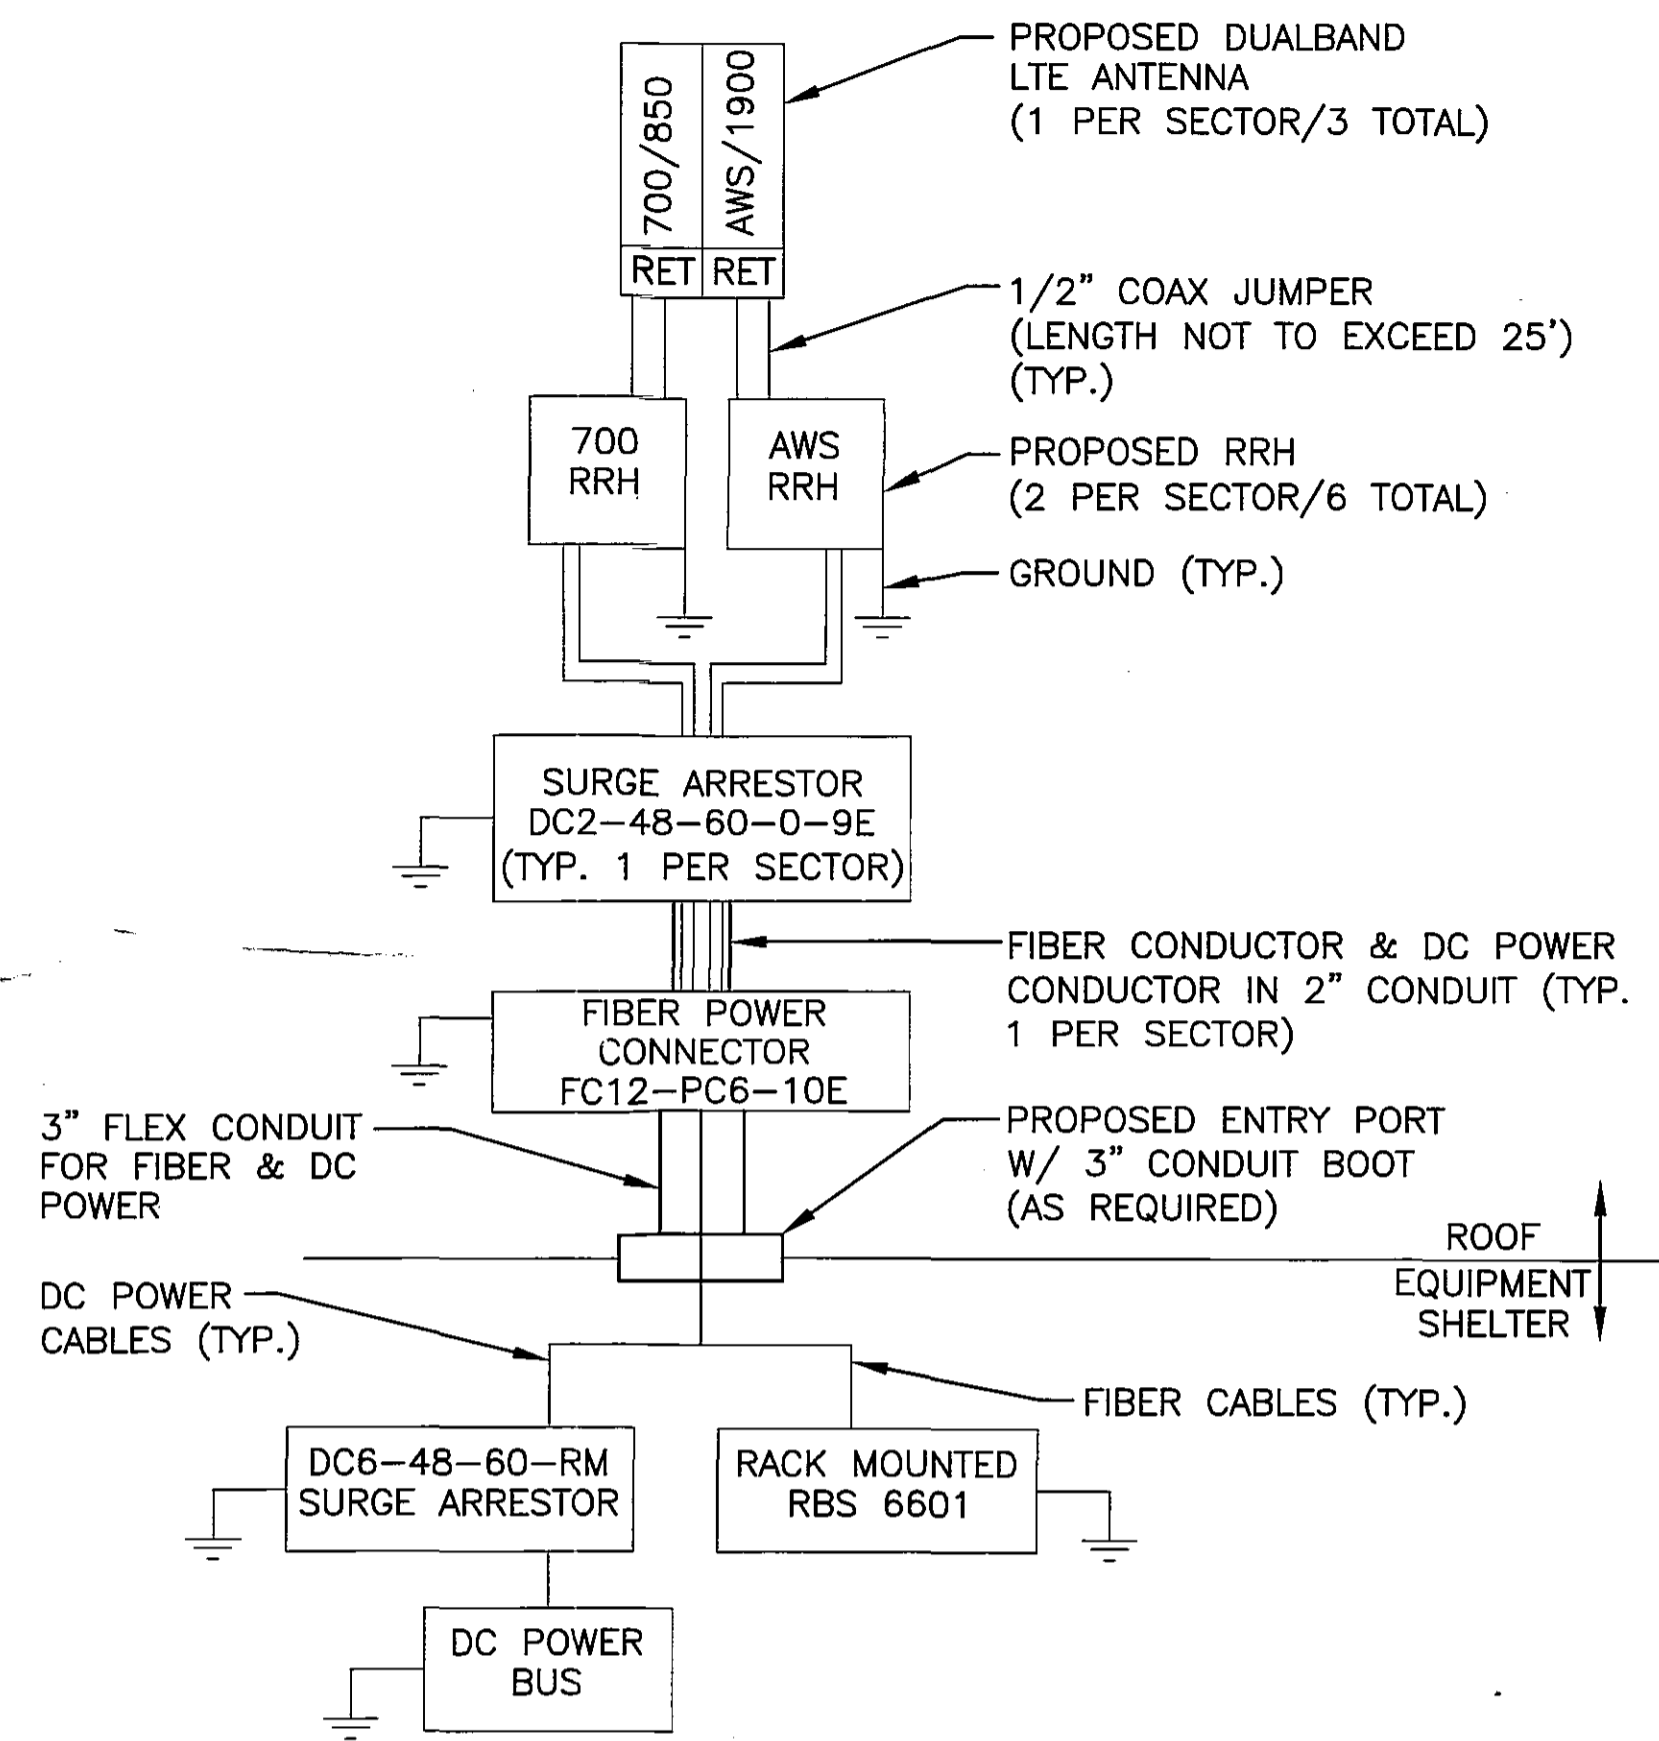 PROPOSED DUALBAND
LTE ANTENNA
(1 PER SECTOR/3 TOTAL)
700/850
AWS/1900
RET
RET
1/2" COAX JUMPER
(LENGTH NOT TO EXCEED 25')
(TYP.)
700
RRH
AWS
RRH
PROPOSED RRH
(2 PER SECTOR/6 TOTAL)
GROUND (TYP.)
SURGE ARRESTOR
DC2-48-60-0-9E
(TYP. 1 PER SECTOR)
FIBER CONDUCTOR & DC POWER
CONDUCTOR IN 2" CONDUIT (TYP.
1 PER SECTOR)
FIBER POWER
CONNECTOR
FC12-PC6-10E
3" FLEX CONDUIT
FOR FIBER & DC
POWER
PROPOSED ENTRY PORT
W/ 3" CONDUIT BOOT
(AS REQUIRED)
ROOF
EQUIPMENT
SHELTER
DC POWER
CABLES (TYP.)
FIBER CABLES (TYP.)
DC6-48-60-RM
SURGE ARRESTOR
RACK MOUNTED
RBS 6601
DC POWER
BUS